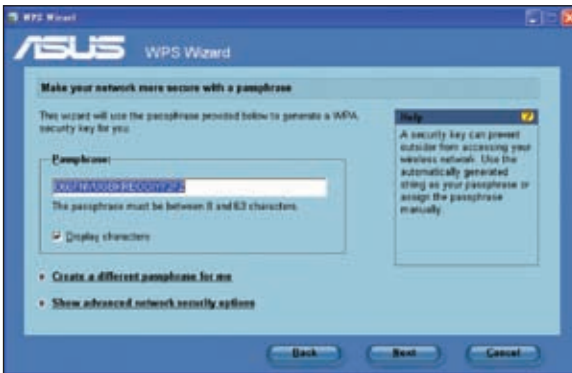 WPS Wizard
ASUS WPS Wizard
Make your network more secure with a passphrase
This wizard will use the passphrase provided below to generate a WPA
security key for you.
Passphrase:
The passphrase must be between 8 and 63 characters.
Display characters
Create a different passphrase for me
Show advanced network security options
Help
A security key can prevent
outsider from accessing your
wireless network. Use the
automatically generated
string as your passphrase or
assign the passphrase
manually.
Back Next Cancel